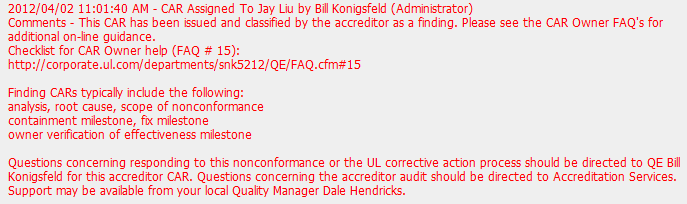 2012/04/02 11:01:40 AM - CAR Assigned To Jay Liu by Bill Konigsfeld (Administrator)
Comments - This CAR has been issued and classified by the accreditor as a finding. Please see the CAR Owner FAQ's for
additional on-line guidance.
Checklist for CAR Owner help (FAQ # 15):
http://corporate.ul.com/departments/snk5212/QE/FAQ.cfm#15
Finding CARs typically include the following:
analysis, root cause, scope of nonconformance
containment milestone, fix milestone
owner verification of effectiveness milestone
Questions concerning responding to this nonconformance or the UL corrective action process should be directed to QE Bill
Konigsfeld for this accreditor CAR. Questions concerning the accreditor audit should be directed to Accreditation Services.
Support may be available from your local Quality Manager Dale Hendricks.